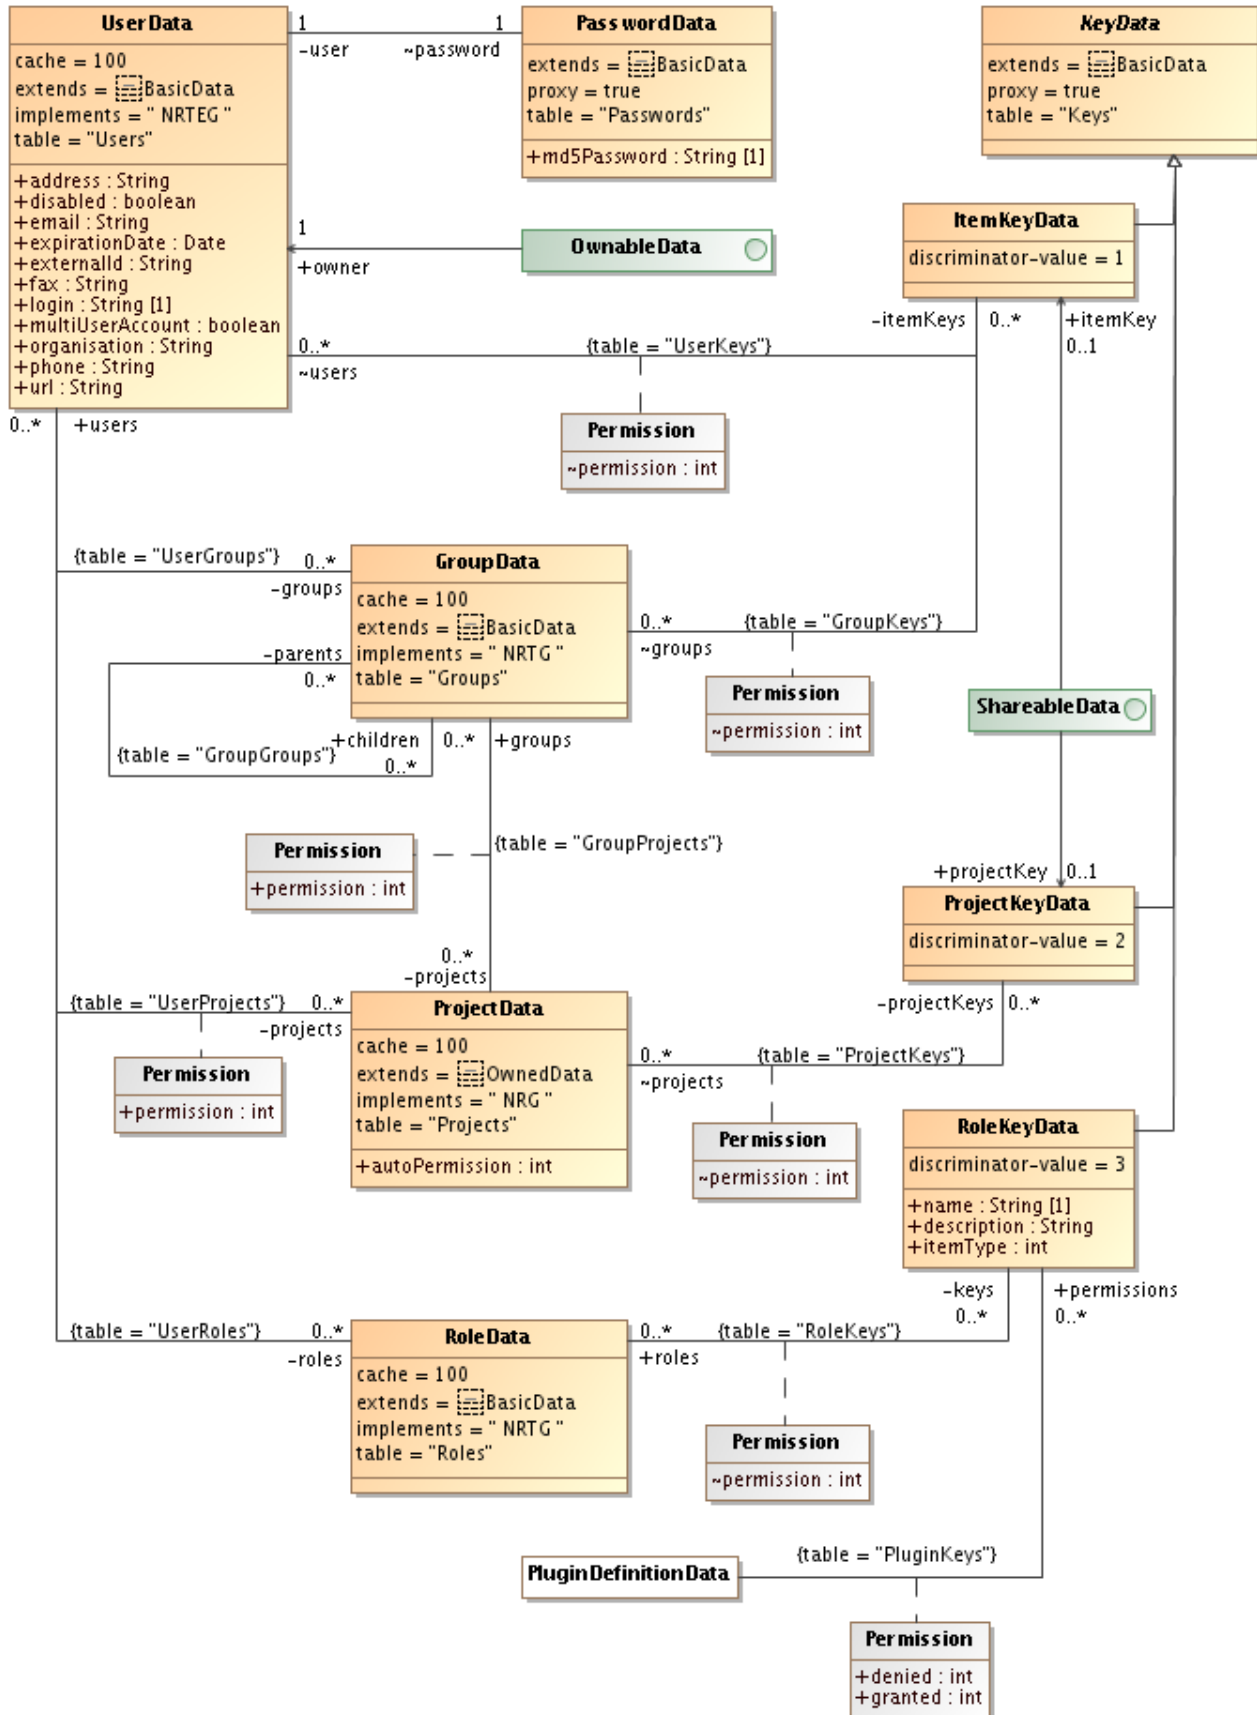 UserData
cache = 100
extends = BasicData
implements = " NRTEG "
table = "Users"
+address : String
+disabled : boolean
+email : String
+expirationDate : Date
+externalId : String
+fax : String
+login : String [1]
+multiUserAccount : boolean
+organisation : String
+phone : String
+url : String
1
-user
1
~password
PasswordData
extends = BasicData
proxy = true
table = "Passwords"
+md5Password : String [1]
KeyData
extends = BasicData
proxy = true
table = "Keys"
1
+owner
OwnableData
ItemKeyData
discriminator-value = 1
-itemKeys
0..*
+itemKey
0..1
0..*
~users
{table = "UserKeys"}
Permission
~permission : int
0..*
+users
{table = "UserGroups"}
0..*
-groups
GroupData
cache = 100
extends = BasicData
implements = " NRTG "
table = "Groups"
-parents
0..*
{table = "GroupGroups"}
+children
0..*
0..*
+groups
0..*
~groups
{table = "GroupKeys"}
Permission
~permission : int
ShareableData
Permission
+permission : int
{table = "GroupProjects"}
+projectKey
0..1
ProjectKeyData
discriminator-value = 2
-projectKeys
0..*
0..*
-projects
{table = "UserProjects"}
0..*
-projects
Permission
+permission : int
ProjectData
cache = 100
extends = OwnedData
implements = " NRG "
table = "Projects"
+autoPermission : int
0..*
~projects
{table = "ProjectKeys"}
Permission
~permission : int
RoleKeyData
discriminator-value = 3
+name : String [1]
+description : String
+itemType : int
-keys
0..*
+permissions
0..*
{table = "UserRoles"}
0..*
-roles
RoleData
cache = 100
extends = BasicData
implements = " NRTG "
table = "Roles"
0..*
+roles
{table = "RoleKeys"}
Permission
~permission : int
{table = "PluginKeys"}
PluginDefinitionData
Permission
+denied : int
+granted : int